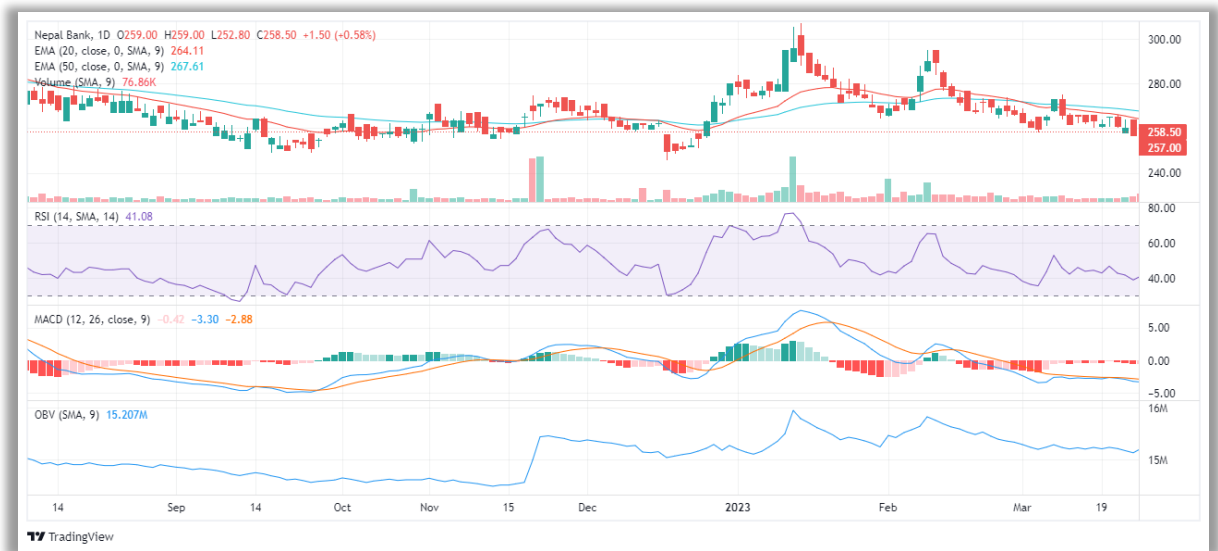 Nepal Bank, 1D O259.00 H259.00 L252.80 C258.50 +1.50 (+0.58%)
EMA (20, close, 0, SMA, 9) 264.11
EMA (50, close, 0, SMA, 9) 267.61
Volume (SMA, 9) 76.86K
300.00
280.00
258.50
257.00
240.00
RSI (14, SMA, 14) 41.08
80.00
60.00
40.00
MACD (12, 26, close, 9) −0.42 −3.30 −2.88
5.00
0.00
−5.00
OBV (SMA, 9) 15.207M
16M
15M
14 Sep 14 Oct Nov 15 Dec 2023 Feb Mar 19
TradingView